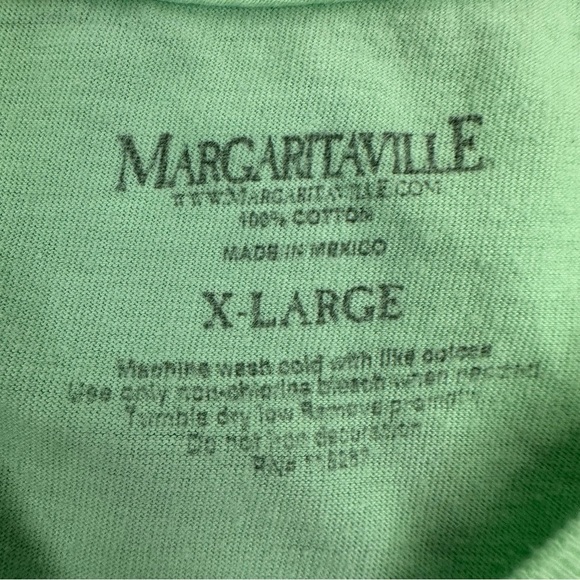 MARGARITAVILLE
WWW.MARGARITAVILLE.COM
100% COTTON
MADE IN MEXICO
X-LARGE
Machine wash cold with like colors
Use only non-chlorine bleach when needed
Tumble dry low Remove promptly
Do not iron decoration
RN#